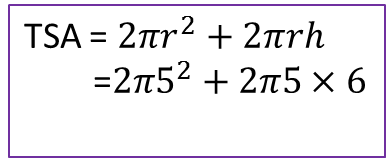 TSA = 2πr² + 2πrh
=2π5² + 2π5 × 6